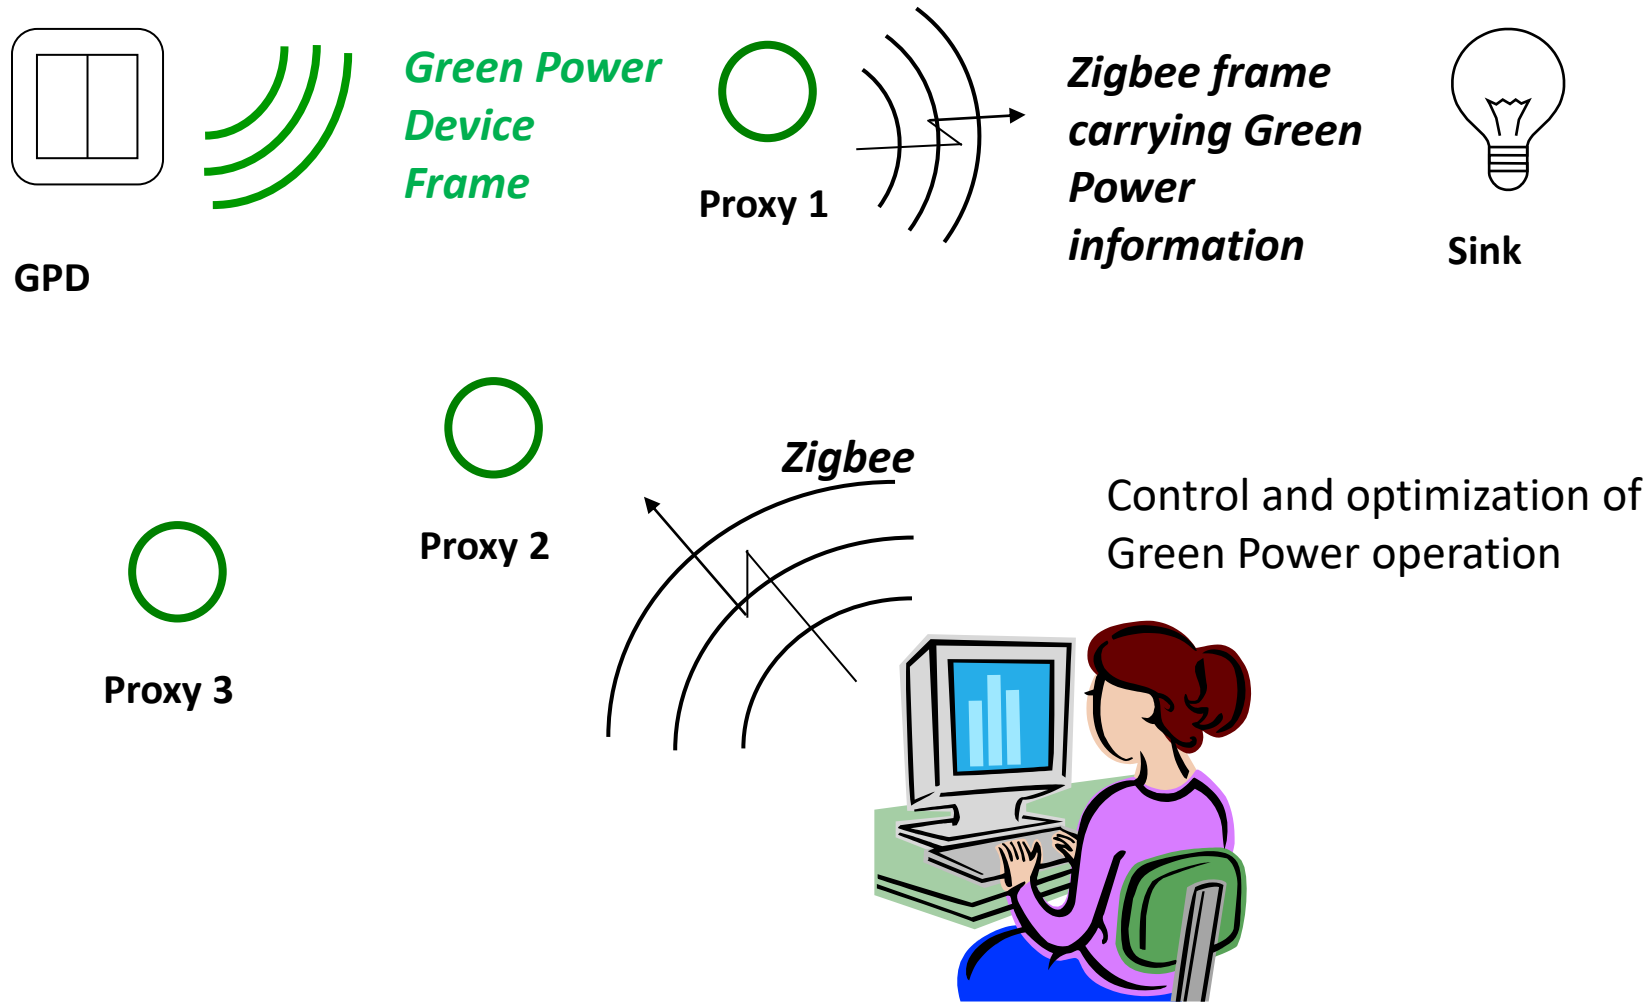 Green Power
Device
Frame
GPD
Proxy 1
Zigbee frame
carrying Green
Power
information
Sink
Proxy 2
Zigbee
Control and optimization of
Green Power operation
Proxy 3